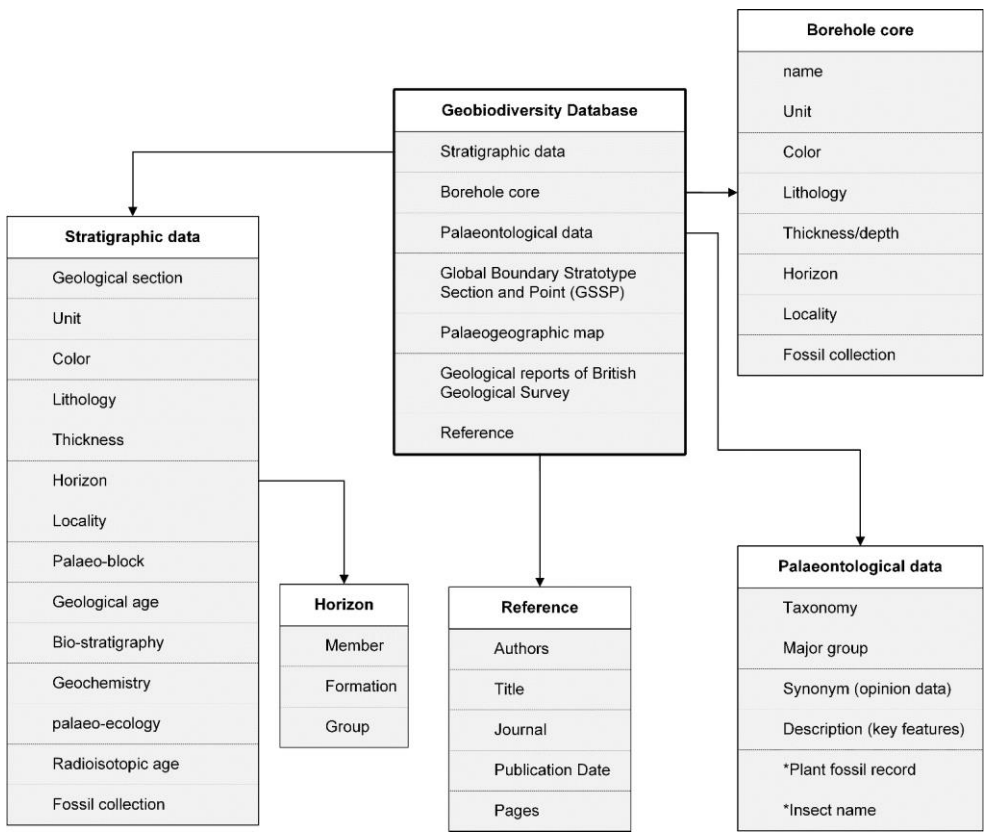 Geobiodiversity Database
Stratigraphic data
Borehole core
Palaeontological data
Global Boundary Stratotype
Section and Point (GSSP)
Palaeogeographic map
Geological reports of British
Geological Survey
Reference
Borehole core
name
Unit
Color
Lithology
Thickness/depth
Horizon
Locality
Fossil collection
Stratigraphic data
Geological section
Unit
Color
Lithology
Thickness
Horizon
Locality
Palaeo-block
Geological age
Bio-stratigraphy
Geochemistry
palaeo-ecology
Radioisotopic age
Fossil collection
Horizon
Member
Formation
Group
Reference
Authors
Title
Journal
Publication Date
Pages
Palaeontological data
Taxonomy
Major group
Synonym (opinion data)
Description (key features)
*Plant fossil record
*Insect name